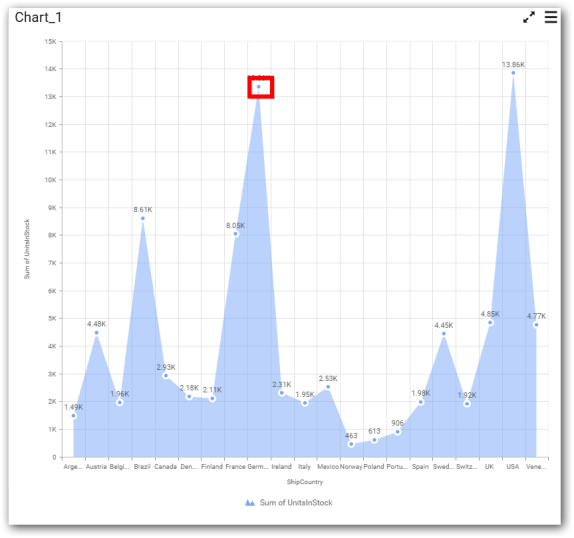 Chart_1
15K
14K
13K
12K
11K
10K
9K
8K
7K
6K
5K
4K
3K
2K
1K
0
Sum of UnitsInStock
1.49K
4.48K
1.96K
8.61K
2.93K
2.18K
2.11K
8.05K
2.31K
1.95K
2.53K
463
613
906
1.98K
4.45K
1.92K
4.85K
13.86K
4.77K
Arge... Austria Belgi... Brazil Canada Den... Finland France Germ... Ireland Italy Mexico Norway Poland Portu... Spain Swed... Switz... UK USA Vene...
ShipCountry
Sum of UnitsInStock